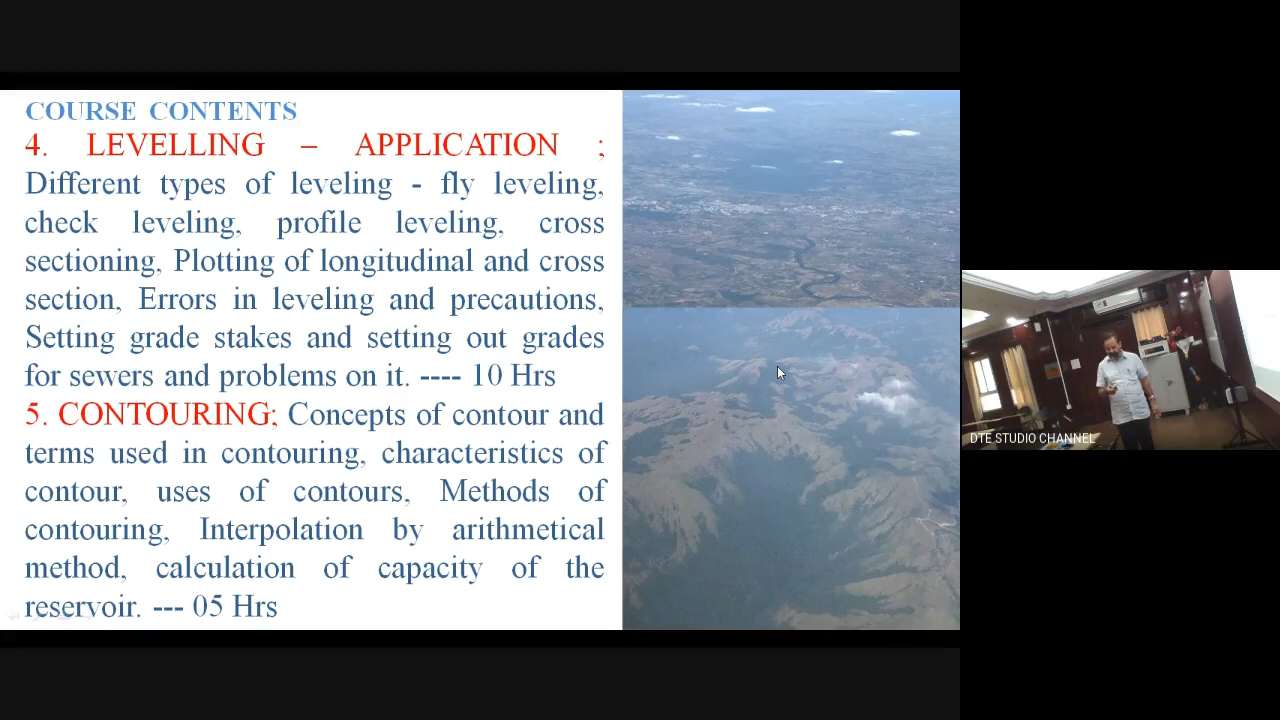 COURSE CONTENTS
4. LEVELLING – APPLICATION ;
Different types of leveling - fly leveling,
check leveling, profile leveling, cross
sectioning, Plotting of longitudinal and cross
section, Errors in leveling and precautions,
Setting grade stakes and setting out grades
for sewers and problems on it. ---- 10 Hrs
5. CONTOURING; Concepts of contour and
terms used in contouring, characteristics of
contour, uses of contours, Methods of
contouring, Interpolation by arithmetical
method, calculation of capacity of the
reservoir. --- 05 Hrs
DTE STUDIO CHANNEL